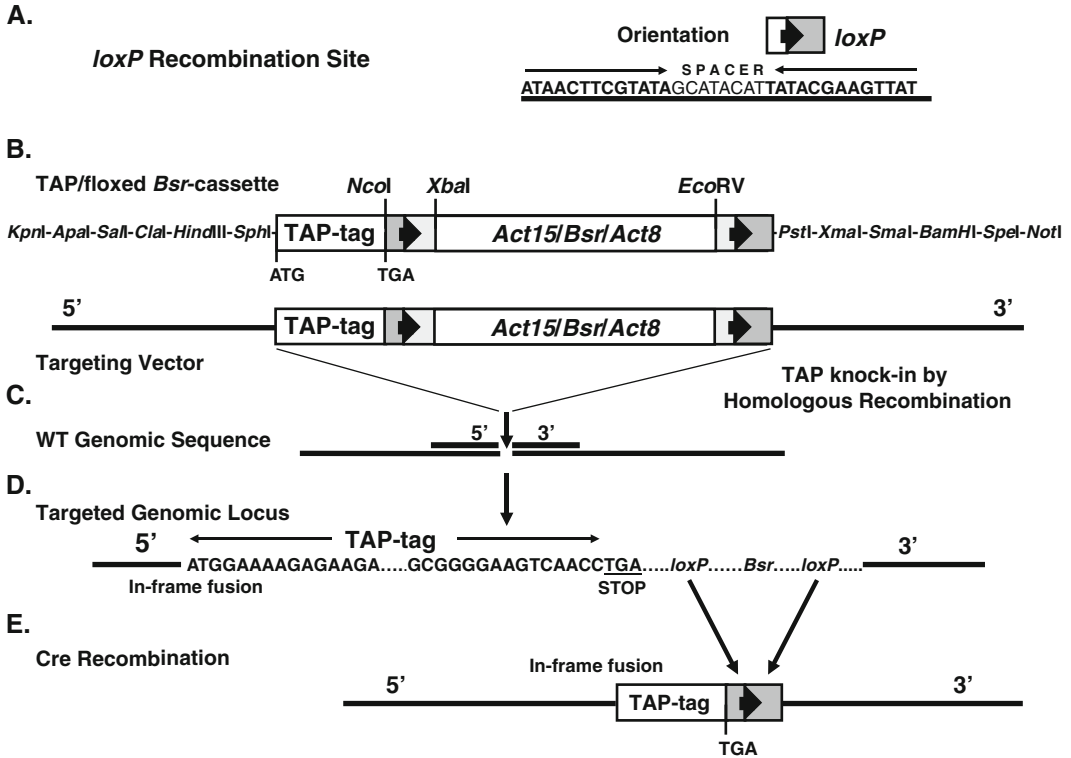 A.
loxP Recombination Site
Orientation
loxP
SPACER
ATAACTTCGTATAGCATACATTATACGAAGTTAT
B.
TAP/floxed Bsr-cassette
NcoI
XbaI
EcoRV
KpnI-ApaI-SalI-ClaI-HindIII-SphI-
TAP-tag
Act15/Bsr/Act8
-PstI-XmaI-SmaI-BamHI-SpeI-NotI
ATG
TGA
5’
3’
TAP-tag
Act15/Bsr/Act8
Targeting Vector
TAP knock-in by
Homologous Recombination
C.
WT Genomic Sequence
5’
3’
D.
Targeted Genomic Locus
5’
TAP-tag
3’
ATGGAAAAGAGAAGA.....GCGGGGAAGTCAACCTGA.....loxP......Bsr.....loxP.....
In-frame fusion
STOP
E.
Cre Recombination
In-frame fusion
5’
3’
TAP-tag
TGA